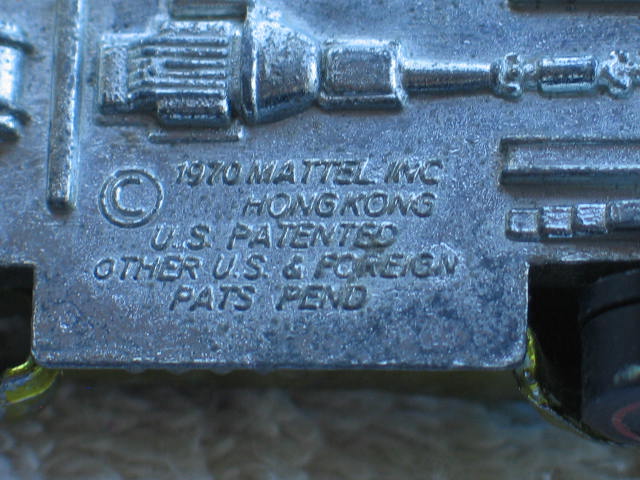 © 1970 MATTEL INC
HONG KONG
U.S. PATENTED
OTHER U.S. & FOREIGN
PATS PEND